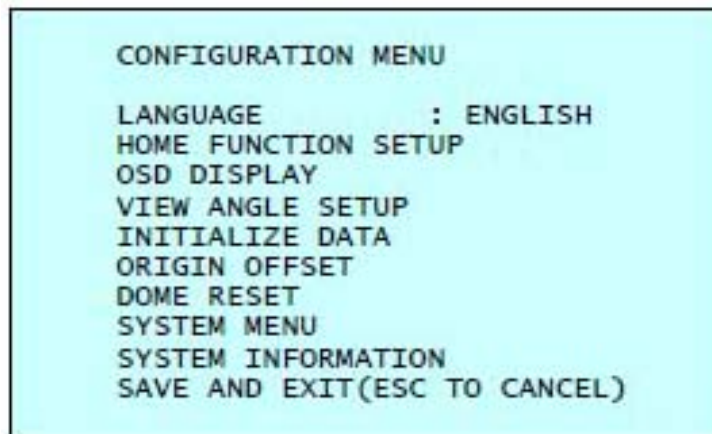 CONFIGURATION MENU
LANGUAGE : ENGLISH
HOME FUNCTION SETUP
OSD DISPLAY
VIEW ANGLE SETUP
INITIALIZE DATA
ORIGIN OFFSET
DOME RESET
SYSTEM MENU
SYSTEM INFORMATION
SAVE AND EXIT(ESC TO CANCEL)